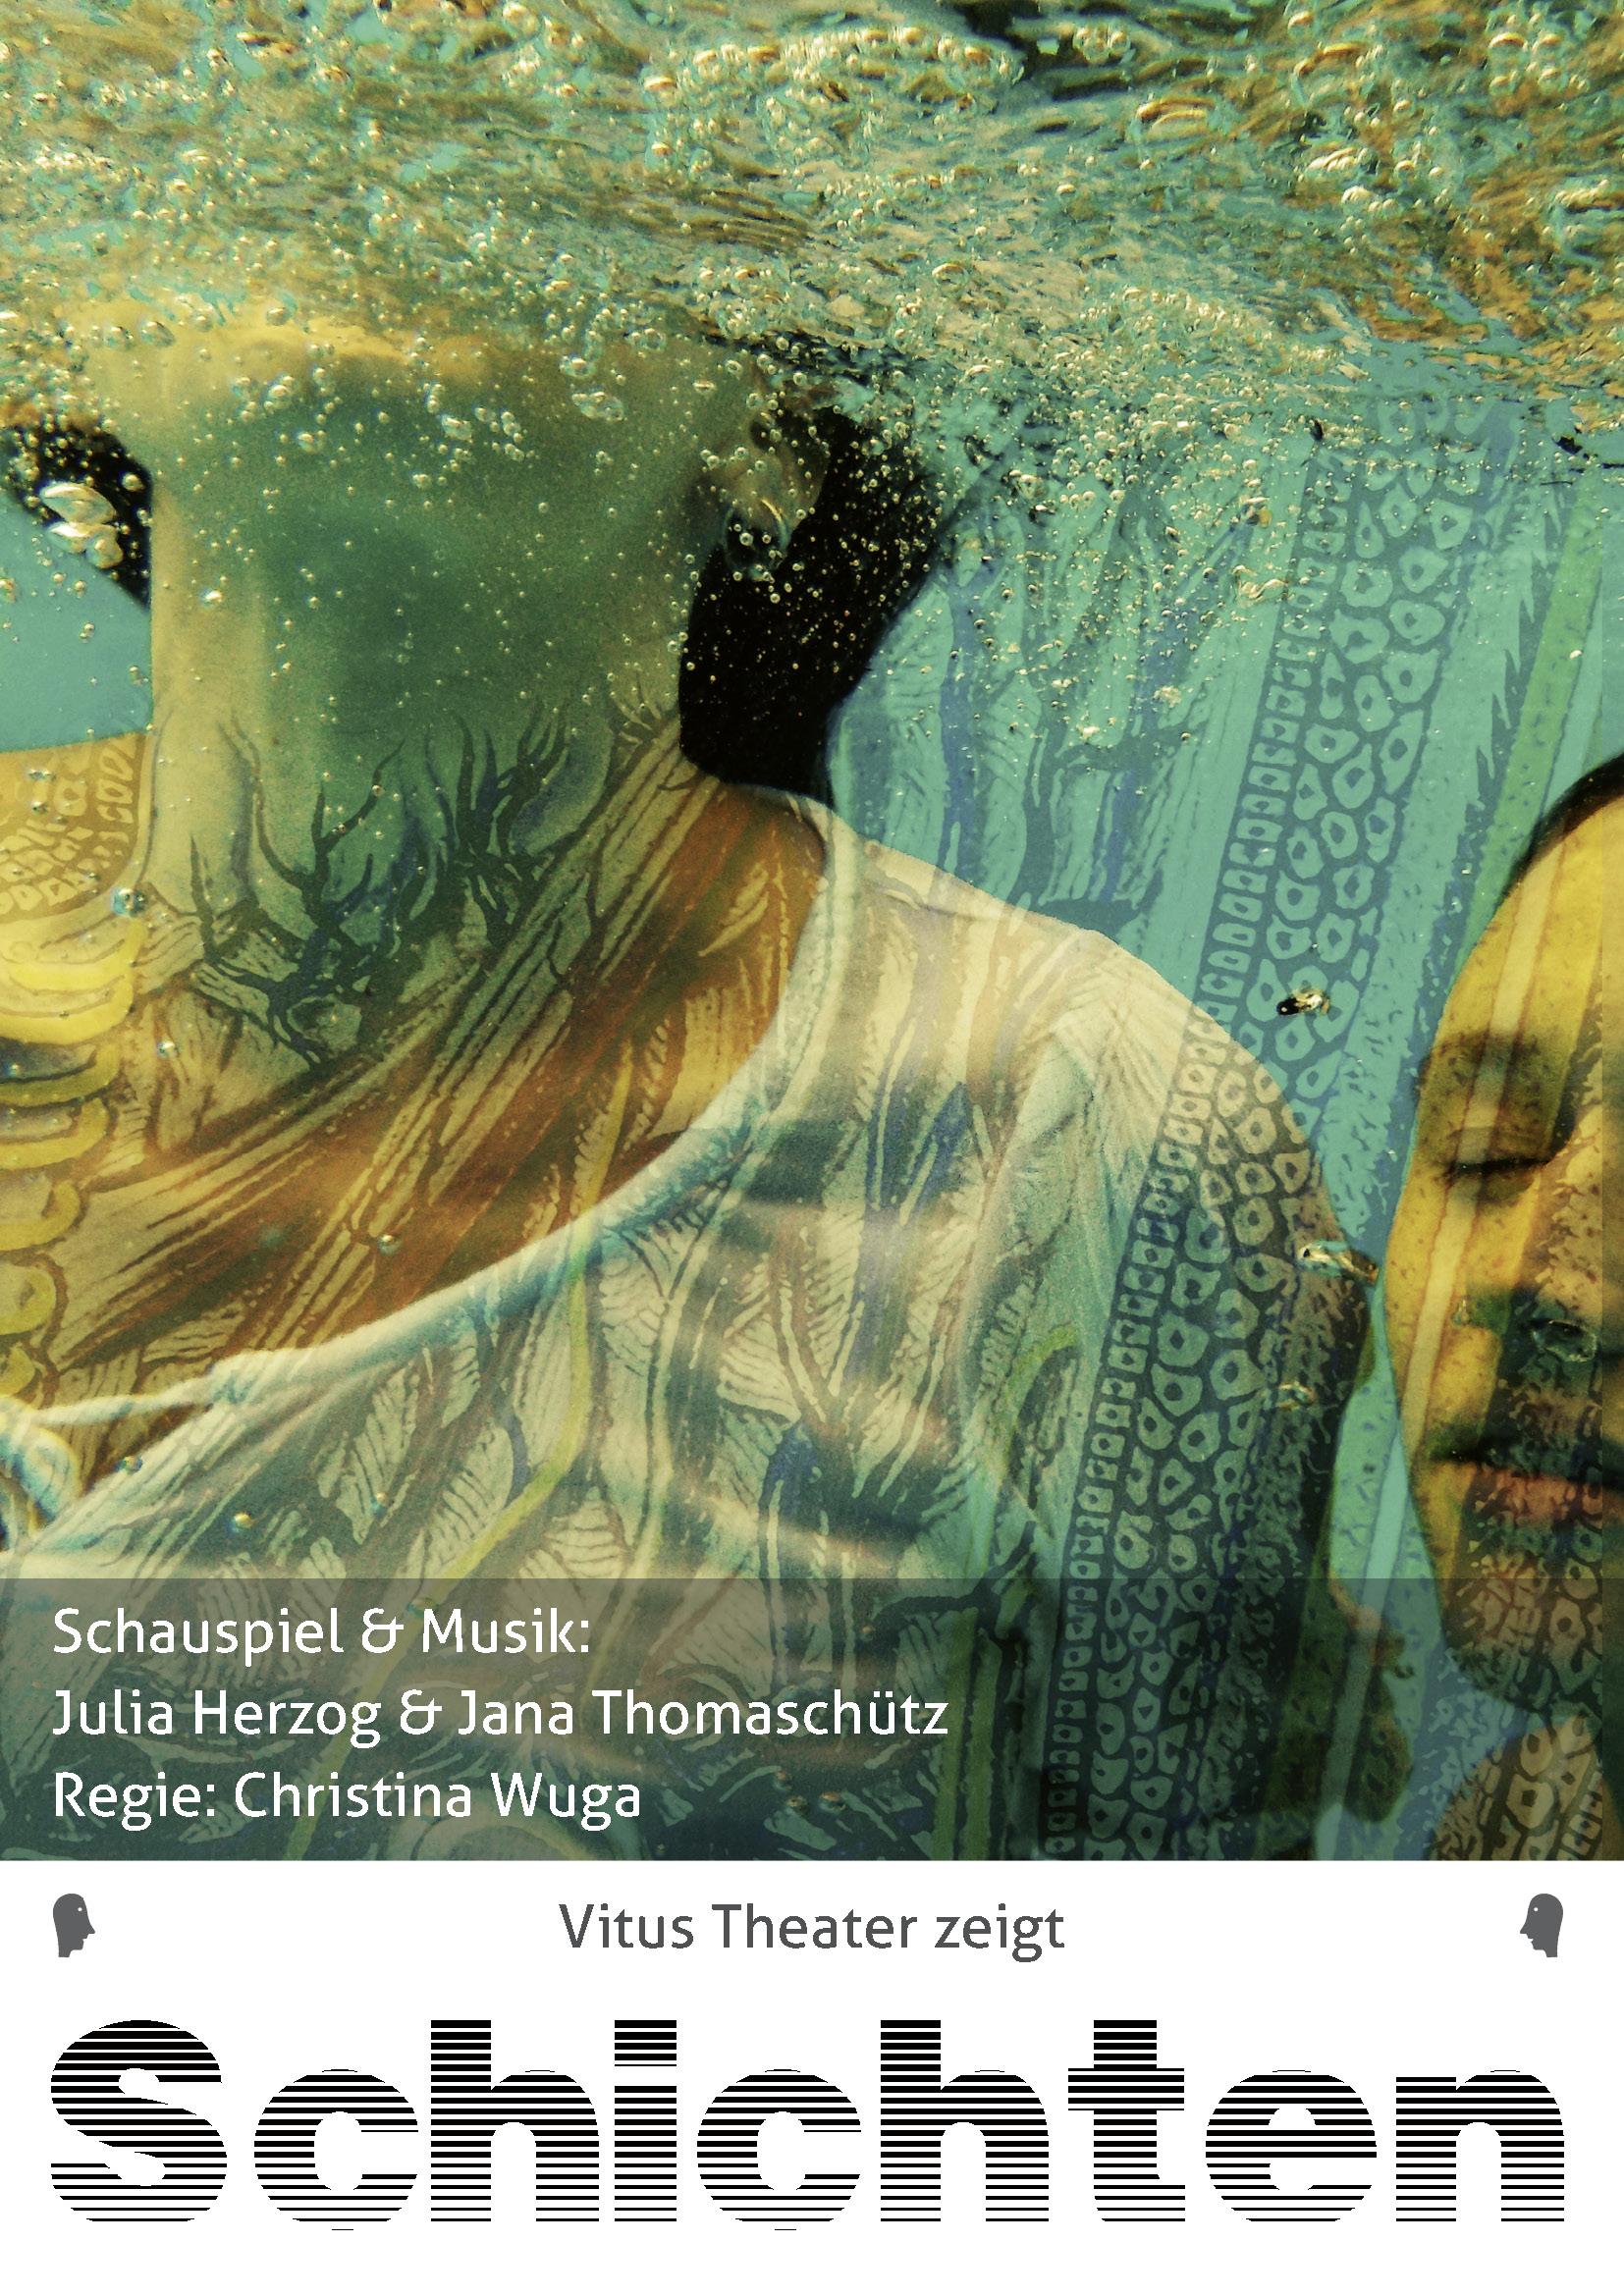 Schauspiel & Musik:
Julia Herzog & Jana Thomaschütz
Regie: Christina Wuga
Vitus Theater zeigt
Schichten